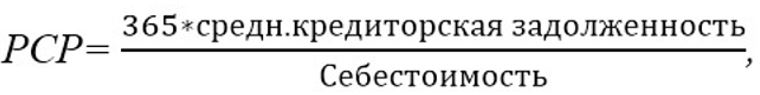 365*средн.кредиторская задолженность
PCP=
Себестоимость,